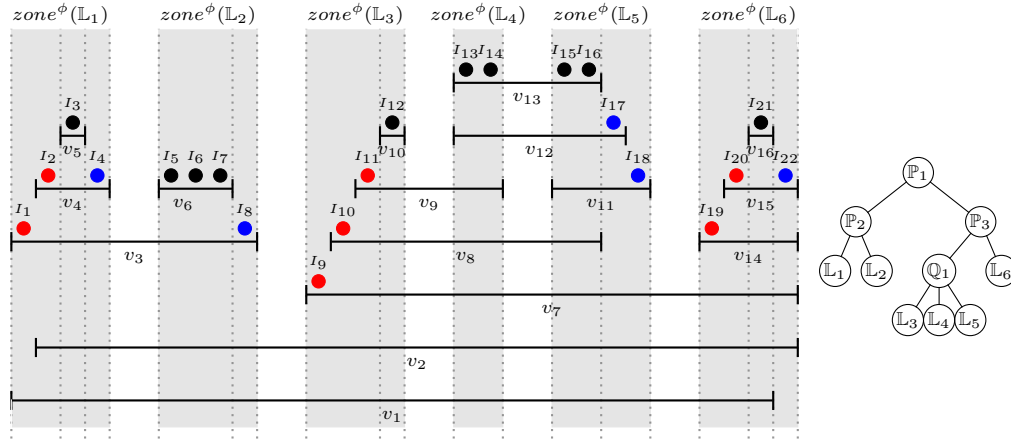 zone^ϕ(𝕃₁) zone^ϕ(𝕃₂) zone^ϕ(𝕃₃) zone^ϕ(𝕃₄) zone^ϕ(𝕃₅) zone^ϕ(𝕃₆)
I₁₃ I₁₄ I₁₅ I₁₆
v₁₃
I₃ I₁₂ I₁₇ I₂₁
v₅ v₁₀ v₁₂ v₁₆
I₂ I₄ I₅ I₆ I₇ I₁₁ I₁₈ I₂₀ I₂₂
v₄ v₆ v₉ v₁₁ v₁₅
I₁ I₈ I₁₀ I₁₉
v₃ v₈ v₁₄
I₉
v₇
v₂
v₁
ℙ₁
ℙ₂ ℙ₃
𝕃₁ 𝕃₂ ℚ₁ 𝕃₆
𝕃₃ 𝕃₄ 𝕃₅